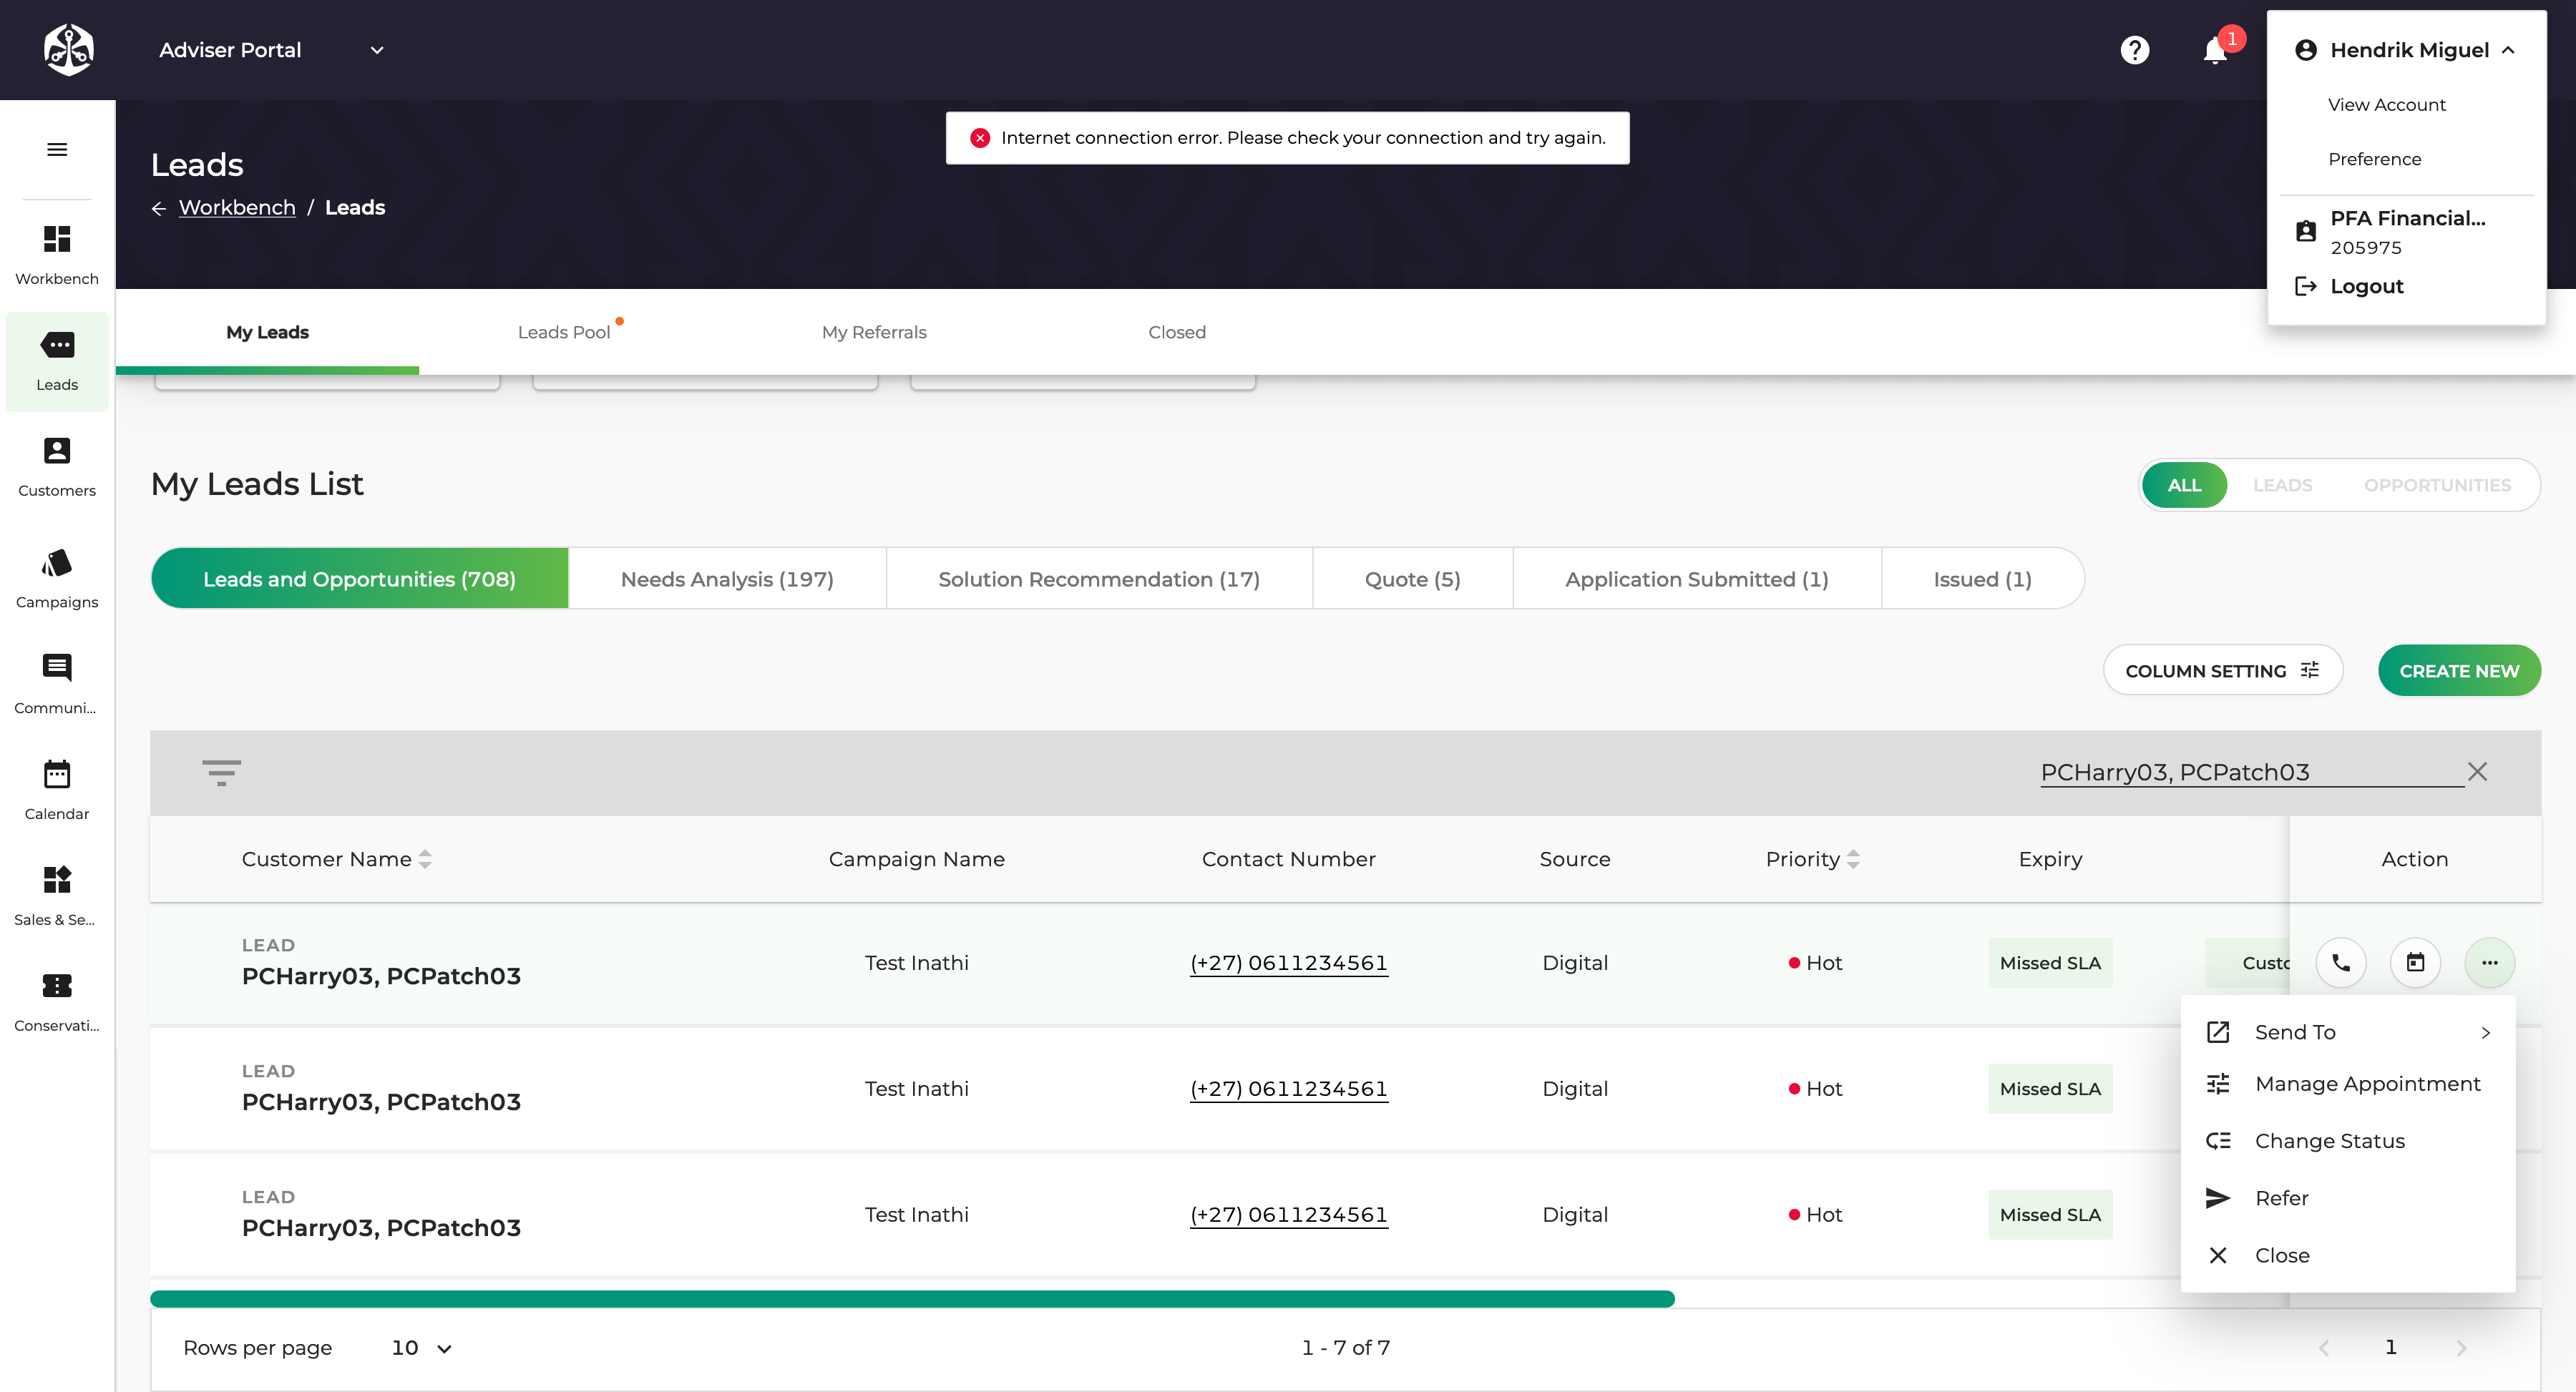 Adviser Portal
1
Hendrik Miguel
View Account
Preference
PFA Financial...
205975
Logout
Internet connection error. Please check your connection and try again.
Leads
Workbench / Leads
Workbench
Leads
Customers
Campaigns
Communi...
Calendar
Sales & Se...
Conservati...
My Leads
Leads Pool
My Referrals
Closed
My Leads List
ALL
LEADS
OPPORTUNITIES
Leads and Opportunities (708)
Needs Analysis (197)
Solution Recommendation (17)
Quote (5)
Application Submitted (1)
Issued (1)
COLUMN SETTING
CREATE NEW
PCHarry03, PCPatch03
Customer Name
Campaign Name
Contact Number
Source
Priority
Expiry
Action
LEAD
PCHarry03, PCPatch03
Test Inathi
(+27) 0611234561
Digital
Hot
Missed SLA
Custo
LEAD
PCHarry03, PCPatch03
Test Inathi
(+27) 0611234561
Digital
Hot
Missed SLA
LEAD
PCHarry03, PCPatch03
Test Inathi
(+27) 0611234561
Digital
Hot
Missed SLA
Send To
Manage Appointment
Change Status
Refer
Close
Rows per page
10
1 - 7 of 7
1